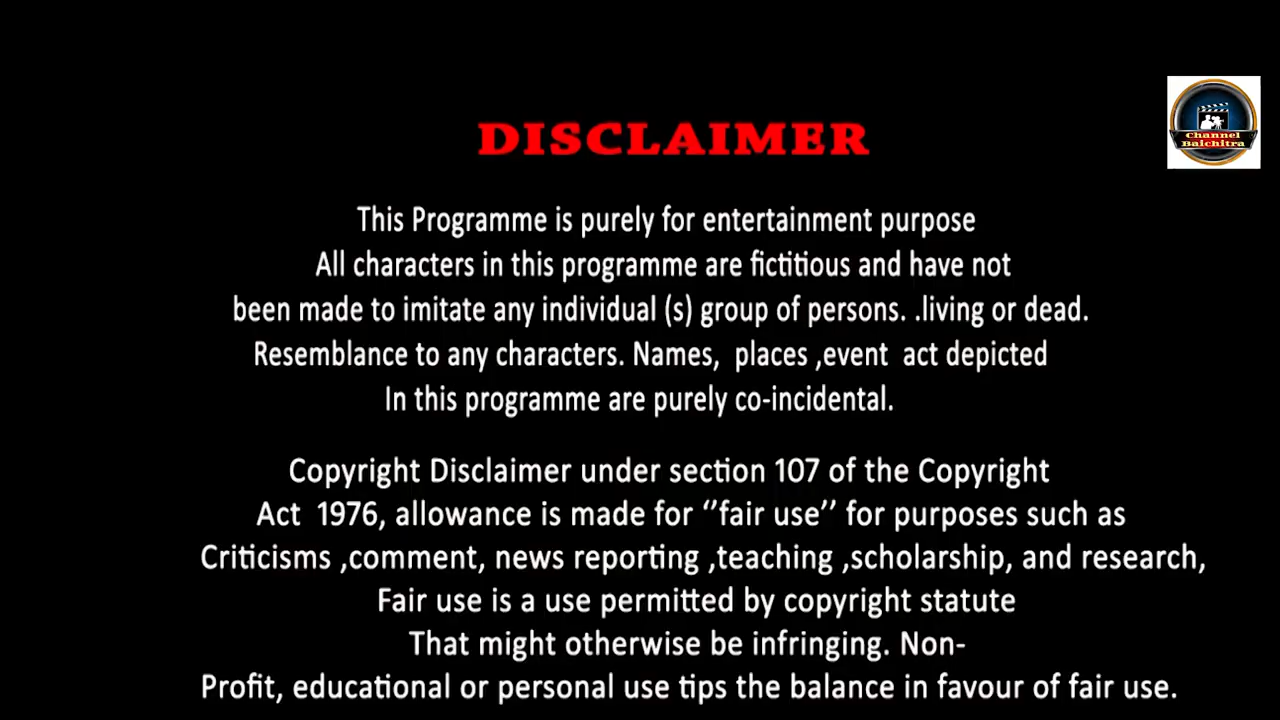 DISCLAIMER
Channel
Baichitra
This Programme is purely for entertainment purpose
All characters in this programme are fictitious and have not
been made to imitate any individual (s) group of persons. .living or dead.
Resemblance to any characters. Names, places ,event act depicted
In this programme are purely co-incidental.
Copyright Disclaimer under section 107 of the Copyright
Act 1976, allowance is made for ‘’fair use’’ for purposes such as
Criticisms ,comment, news reporting ,teaching ,scholarship, and research,
Fair use is a use permitted by copyright statute
That might otherwise be infringing. Non-
Profit, educational or personal use tips the balance in favour of fair use.